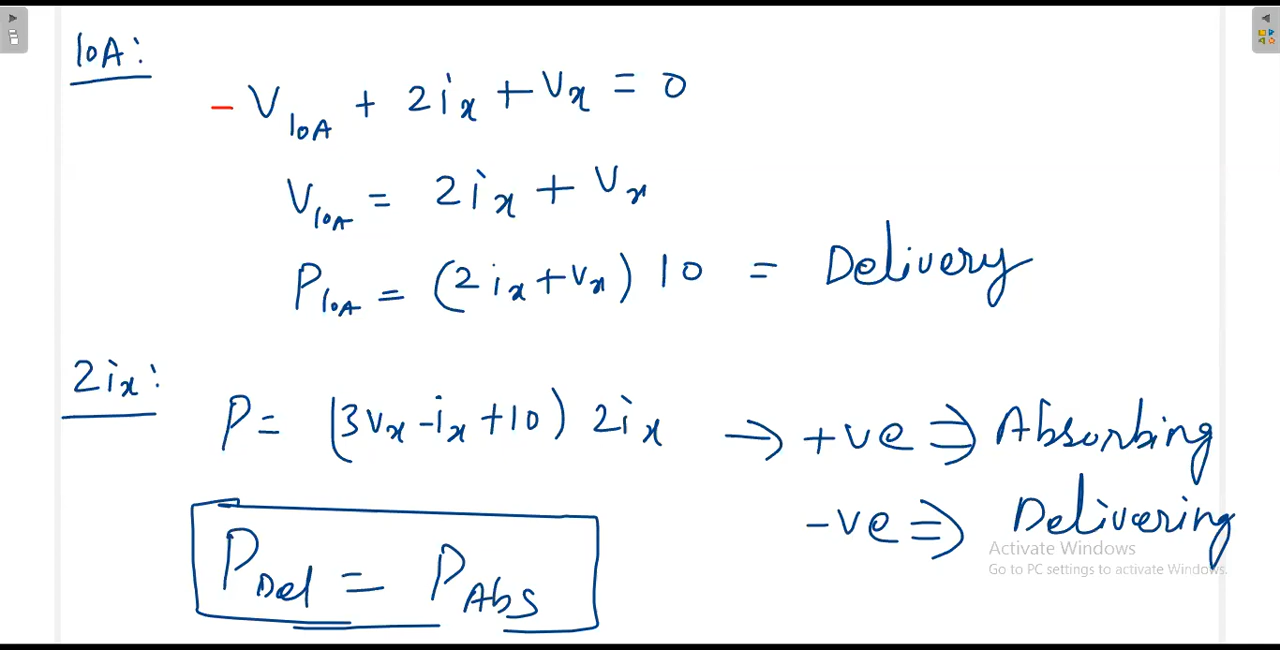 10A:
- V10A + 2ix + Vx = 0
V10A = 2ix + Vx
P10A = (2ix + Vx) 10 = Delivery
2ix:
P = (3Vx - ix + 10) 2ix → +ve ⇒ Absorbing
-ve ⇒ Delivering
PDel = PAbs
Activate Windows
Go to PC settings to activate Windows.